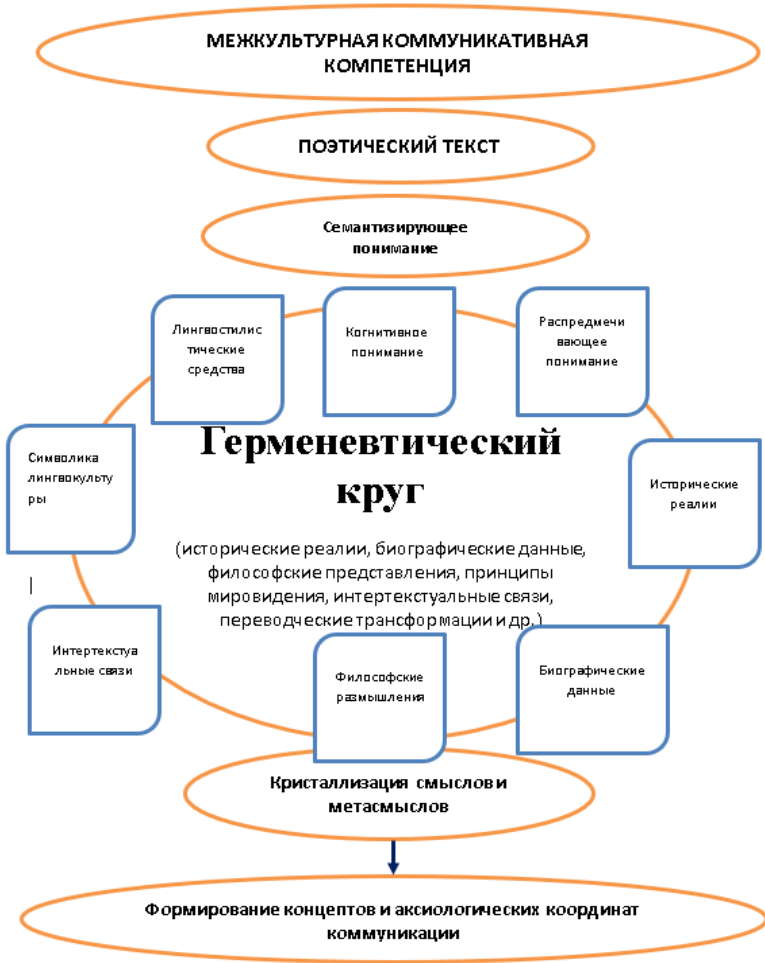 МЕЖКУЛЬТУРНАЯ КОММУНИКАТИВНАЯ
КОМПЕТЕНЦИЯ
ПОЭТИЧЕСКИЙ ТЕКСТ
Семантизирующее
понимание
Лингвостилис
тические
средства
Когнитивное
понимание
Распредмечи
вающее
понимание
Символика
лингвокульту
ры
Герменевтический
круг
Исторические
реалии
(исторические реалии, биографические данные,
философские представления, принципы
мировидения, интертекстуальные связи,
переводческие трансформации и др.)
Интертекстуа
льные связи
Философские
размышления
Биографические
данные
Кристаллизация смыслов и
метасмыслов
Формирование концептов и аксиологических координат
коммуникации